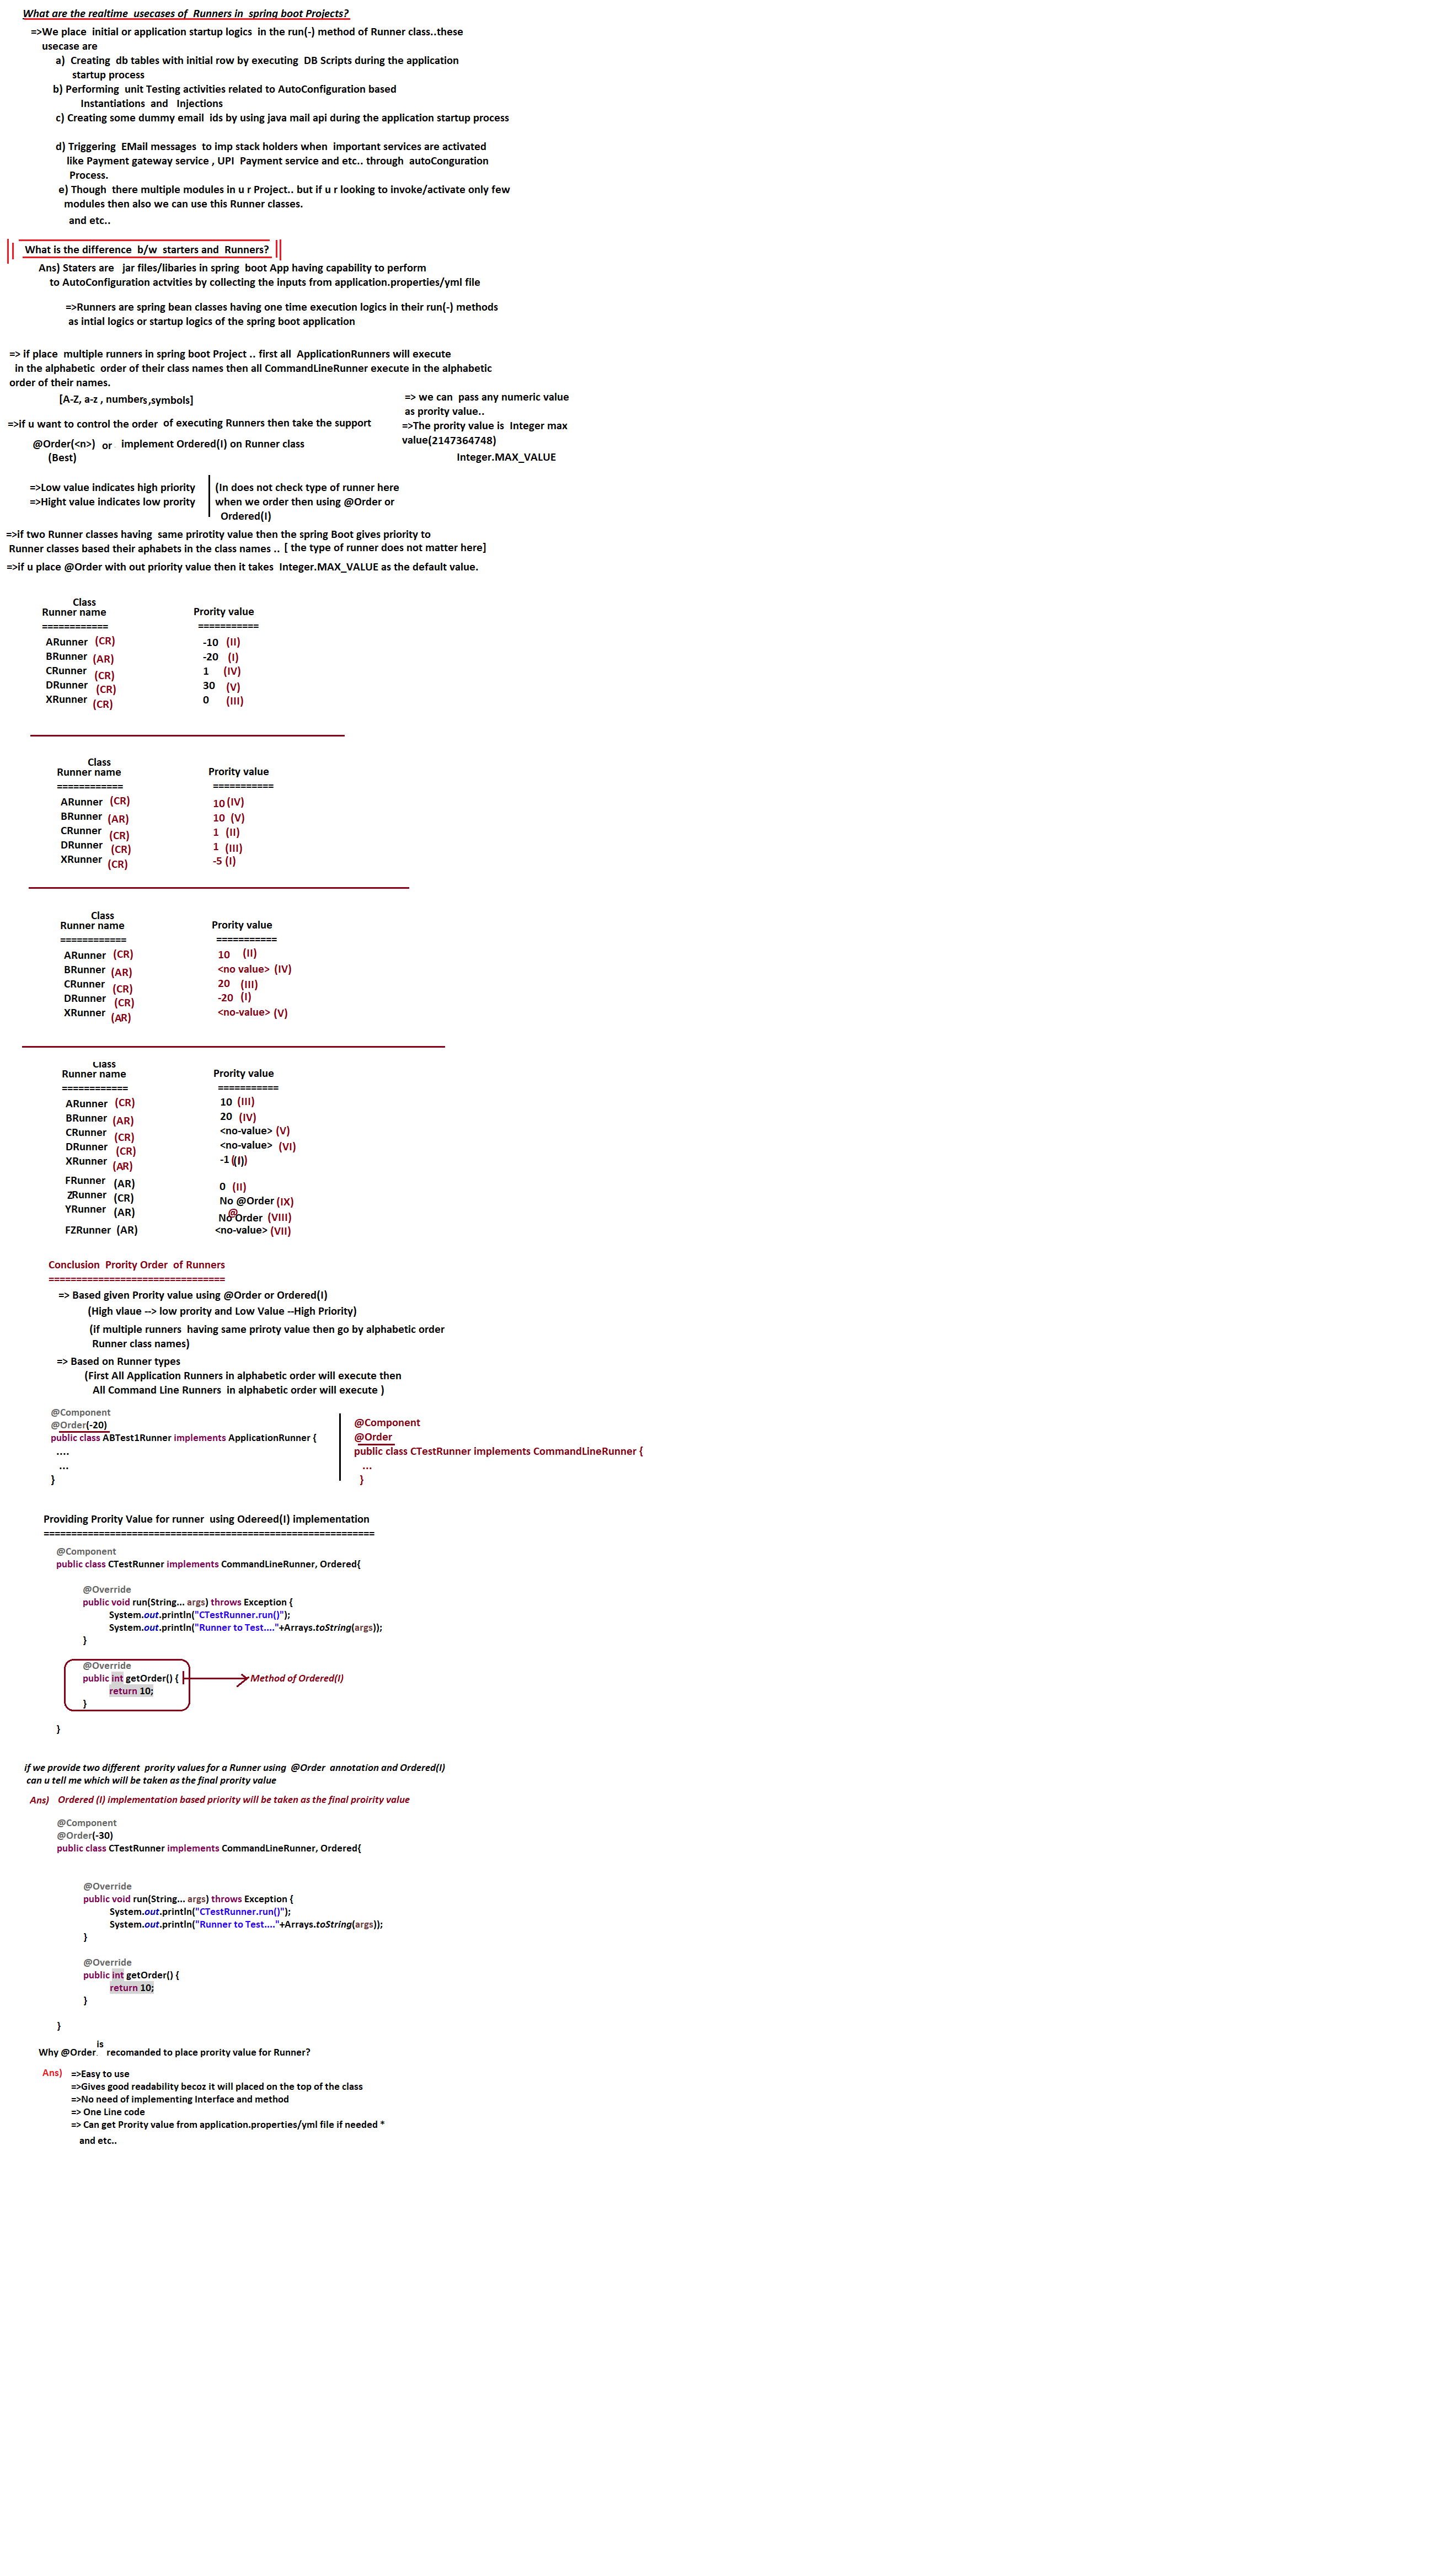 What are the realtime  usecases of  Runners in  spring boot Projects?
=>We place  initial or application startup logics  in the run(-) method of Runner class..these
usecase are
a)  Creating  db tables with initial row by executing  DB Scripts during the application
startup process
b) Performing  unit Testing activities related to AutoConfiguration based
Instantiations  and   Injections
c) Creating some dummy email  ids by using java mail api during the application startup process
d) Triggering  EMail messages  to imp stack holders when  important services are activated
like Payment gateway service , UPI  Payment service and etc.. through  autoConguration
Process.
e) Though  there multiple modules in u r Project.. but if u r looking to invoke/activate only few
modules then also we can use this Runner classes.
and etc..
What is the difference  b/w  starters and  Runners?
Ans) Staters are   jar files/libaries in spring  boot App having capability to perform
to AutoConfiguration actvities by collecting the inputs from application.properties/yml file
=>Runners are spring bean classes having one time execution logics in their run(-) methods
as intial logics or startup logics of the spring boot application
=> if place  multiple runners in spring boot Project .. first all  ApplicationRunners will execute
in the alphabetic  order of their class names then all CommandLineRunner execute in the alphabetic
order of their names.
[A-Z, a-z , numbers,symbols]
=> we can  pass any numeric value
as prority value..
=>The prority value is  Integer max
value(2147364748)
Integer.MAX_VALUE
=>if u want to control the order  of executing Runners then take the support
@Order(<n>)  or   implement Ordered(I) on Runner class
(Best)
=>Low value indicates high priority
=>Hight value indicates low prority
(In does not check type of runner here
when we order then using @Order or
Ordered(I)
=>if two Runner classes having  same prirotity value then the spring Boot gives priority to
Runner classes based their aphabets in the class names ..  [ the type of runner does not matter here]
=>if u place @Order with out priority value then it takes  Integer.MAX_VALUE as the default value.
Class
Runner name   Prority value
============   ===========
ARunner  (CR)   -10  (II)
BRunner  (AR)   -20  (I)
CRunner  (CR)   1  (IV)
DRunner  (CR)   30  (V)
XRunner  (CR)   0  (III)
Class
Runner name   Prority value
============   ===========
ARunner  (CR)   10 (IV)
BRunner  (AR)   10  (V)
CRunner  (CR)   1  (II)
DRunner  (CR)   1  (III)
XRunner  (CR)   -5 (I)
Class
Runner name   Prority value
============   ===========
ARunner  (CR)   10  (II)
BRunner  (AR)   <no value> (IV)
CRunner  (CR)   20  (III)
DRunner  (CR)   -20  (I)
XRunner  (AR)   <no-value> (V)
Class
Runner name   Prority value
============   ===========
ARunner  (CR)   10 (III)
BRunner  (AR)   20  (IV)
CRunner  (CR)   <no-value> (V)
DRunner  (CR)   <no-value>  (VI)
XRunner  (AR)   -1 (I)
FRunner  (AR)   0  (II)
ZRunner  (CR)   No @Order (IX)
YRunner  (AR)   No @Order  (VIII)
FZRunner  (AR)   <no-value> (VII)
Conclusion  Prority Order  of Runners
================================
=> Based given Prority value using @Order or Ordered(I)
(High vlaue --> low prority and Low Value --High Priority)
(if multiple runners  having same priroty value then go by alphabetic order
Runner class names)
=> Based on Runner types
(First All Application Runners in alphabetic order will execute then
All Command Line Runners  in alphabetic order will execute )
@Component
@Order(-20)
public class ABTest1Runner implements ApplicationRunner {
....
...
}
@Component
@Order
public class CTestRunner implements CommandLineRunner {
...
}
Providing Prority Value for runner  using Odereed(I) implementation
============================================================
@Component
public class CTestRunner implements CommandLineRunner, Ordered{
@Override
public void run(String... args) throws Exception {
System.out.println("CTestRunner.run()");
System.out.println("Runner to Test...."+Arrays.toString(args));
}
@Override
public int getOrder() {   Method of Ordered(I)
return 10;
}
}
if we provide two different  prority values for a Runner using  @Order  annotation and Ordered(I)
can u tell me which will be taken as the final prority value
Ans)   Ordered (I) implementation based priority will be taken as the final proirity value
@Component
@Order(-30)
public class CTestRunner implements CommandLineRunner, Ordered{
@Override
public void run(String... args) throws Exception {
System.out.println("CTestRunner.run()");
System.out.println("Runner to Test...."+Arrays.toString(args));
}
@Override
public int getOrder() {
return 10;
}
}
Why @Order is recomanded to place prority value for Runner?
Ans)   =>Easy to use
=>Gives good readability becoz it will placed on the top of the class
=>No need of implementing Interface and method
=> One Line code
=> Can get Prority value from application.properties/yml file if needed *
and etc..